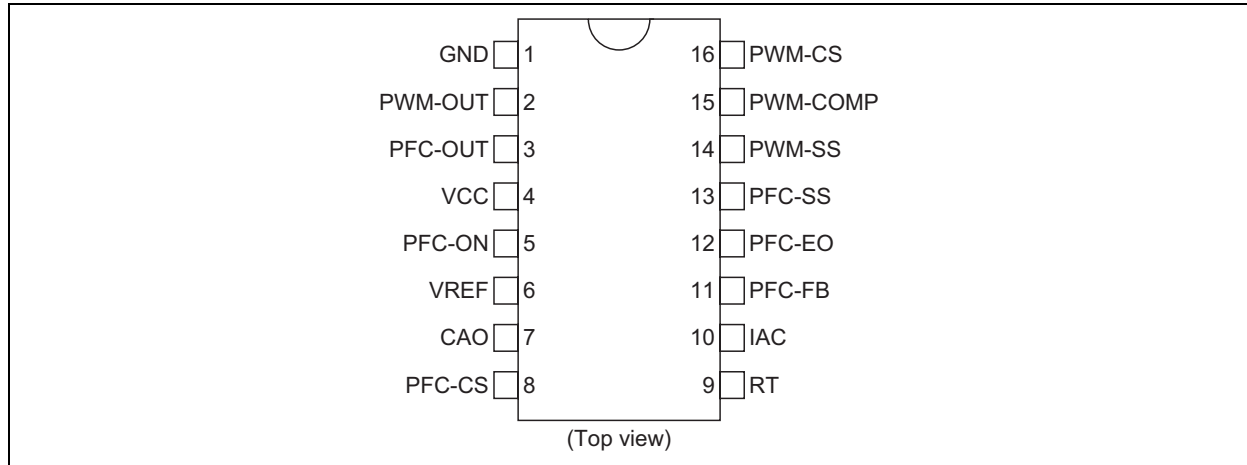 GND 1 16 PWM-CS
PWM-OUT 2 15 PWM-COMP
PFC-OUT 3 14 PWM-SS
VCC 4 13 PFC-SS
PFC-ON 5 12 PFC-EO
VREF 6 11 PFC-FB
CAO 7 10 IAC
PFC-CS 8 9 RT
(Top view)